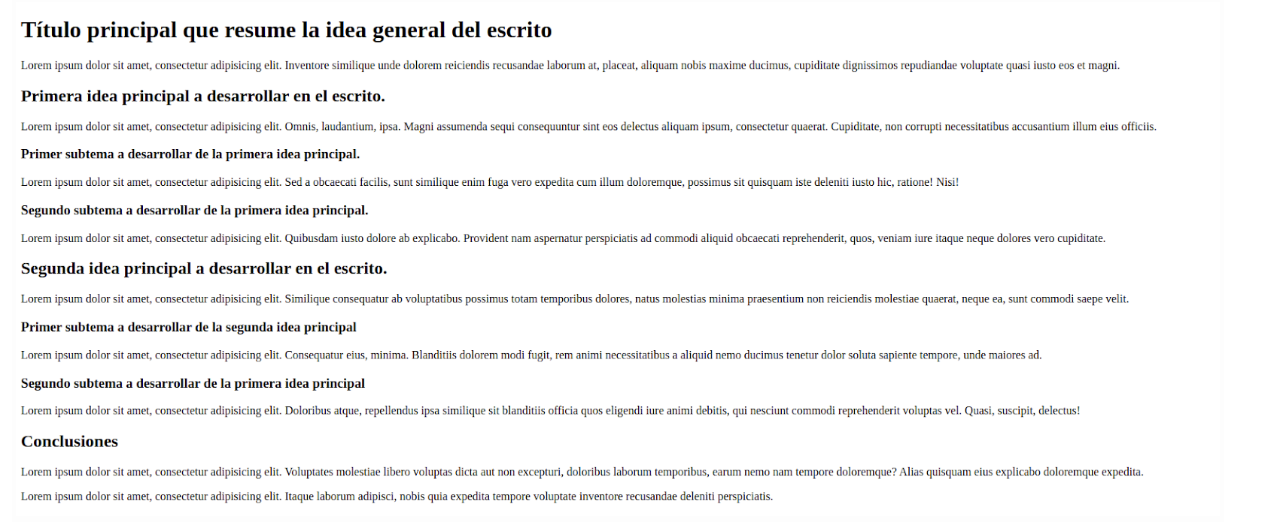 Título principal que resume la idea general del escrito
Lorem ipsum dolor sit amet, consectetur adipisicing elit. Inventore similique unde dolorem reiciendis recusandae laborum at, placeat, aliquam nobis maxime ducimus, cupiditate dignissimos repudiandae voluptate quasi iusto eos et magni.
Primera idea principal a desarrollar en el escrito.
Lorem ipsum dolor sit amet, consectetur adipisicing elit. Omnis, laudantium, ipsa. Magni assumenda sequi consequuntur sint eos delectus aliquam ipsum, consectetur quaerat. Cupiditate, non corrupti necessitatibus accusantium illum eius officiis.
Primer subtema a desarrollar de la primera idea principal.
Lorem ipsum dolor sit amet, consectetur adipisicing elit. Sed a obcaecati facilis, sunt similique enim fuga vero expedita cum illum doloremque, possimus sit quisquam iste deleniti iusto hic, ratione! Nisi!
Segundo subtema a desarrollar de la primera idea principal.
Lorem ipsum dolor sit amet, consectetur adipisicing elit. Quibusdam iusto dolore ab explicabo. Provident nam aspernatur perspiciatis ad commodi aliquid obcaecati reprehenderit, quos, veniam iure itaque neque dolores vero cupiditate.
Segunda idea principal a desarrollar en el escrito.
Lorem ipsum dolor sit amet, consectetur adipisicing elit. Similique consequatur ab voluptatibus possimus totam temporibus dolores, natus molestias minima praesentium non reiciendis molestiae quaerat, neque ea, sunt commodi saepe velit.
Primer subtema a desarrollar de la segunda idea principal
Lorem ipsum dolor sit amet, consectetur adipisicing elit. Consequatur eius, minima. Blanditiis dolorem modi fugit, rem animi necessitatibus a aliquid nemo ducimus tenetur dolor soluta sapiente tempore, unde maiores ad.
Segundo subtema a desarrollar de la primera idea principal
Lorem ipsum dolor sit amet, consectetur adipisicing elit. Doloribus atque, repellendus ipsa similique sit blanditiis officia quos eligendi iure animi debitis, qui nesciunt commodi reprehenderit voluptas vel. Quasi, suscipit, delectus!
Conclusiones
Lorem ipsum dolor sit amet, consectetur adipisicing elit. Voluptates molestiae libero voluptas dicta aut non excepturi, doloribus laborum temporibus, earum nemo nam tempore doloremque? Alias quisquam eius explicabo doloremque expedita.
Lorem ipsum dolor sit amet, consectetur adipisicing elit. Itaque laborum adipisci, nobis quia expedita tempore voluptate inventore recusandae deleniti perspiciatis.